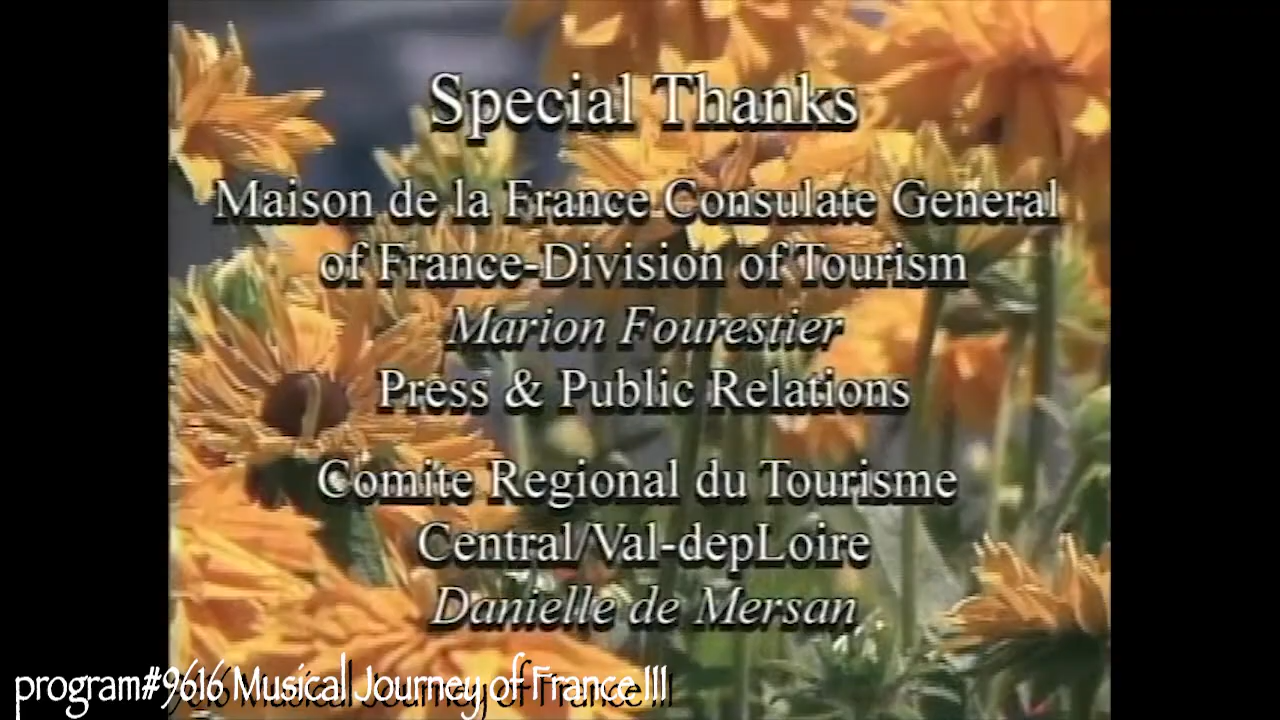 Special Thanks
Maison de la France Consulate General
of France-Division of Tourism
Marion Fourestier
Press & Public Relations
Comite Regional du Tourisme
Central/Val-depLoire
Danielle de Mersan
program#9616 Musical Journey of France III